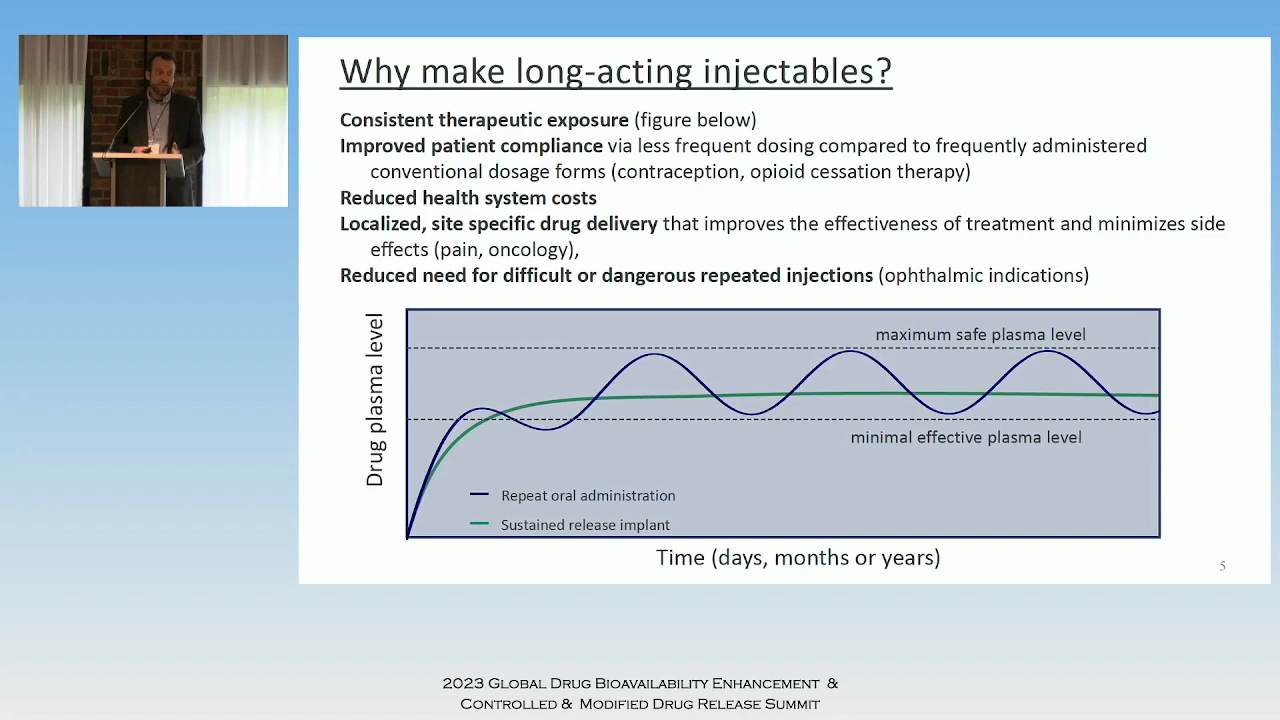 Why make long-acting injectables?
Consistent therapeutic exposure (figure below)
Improved patient compliance via less frequent dosing compared to frequently administered
conventional dosage forms (contraception, opioid cessation therapy)
Reduced health system costs
Localized, site specific drug delivery that improves the effectiveness of treatment and minimizes side
effects (pain, oncology),
Reduced need for difficult or dangerous repeated injections (ophthalmic indications)
Drug plasma level
maximum safe plasma level
minimal effective plasma level
Repeat oral administration
Sustained release implant
Time (days, months or years)
5
2023 Global Drug Bioavailability Enhancement &
Controlled & Modified Drug Release Summit